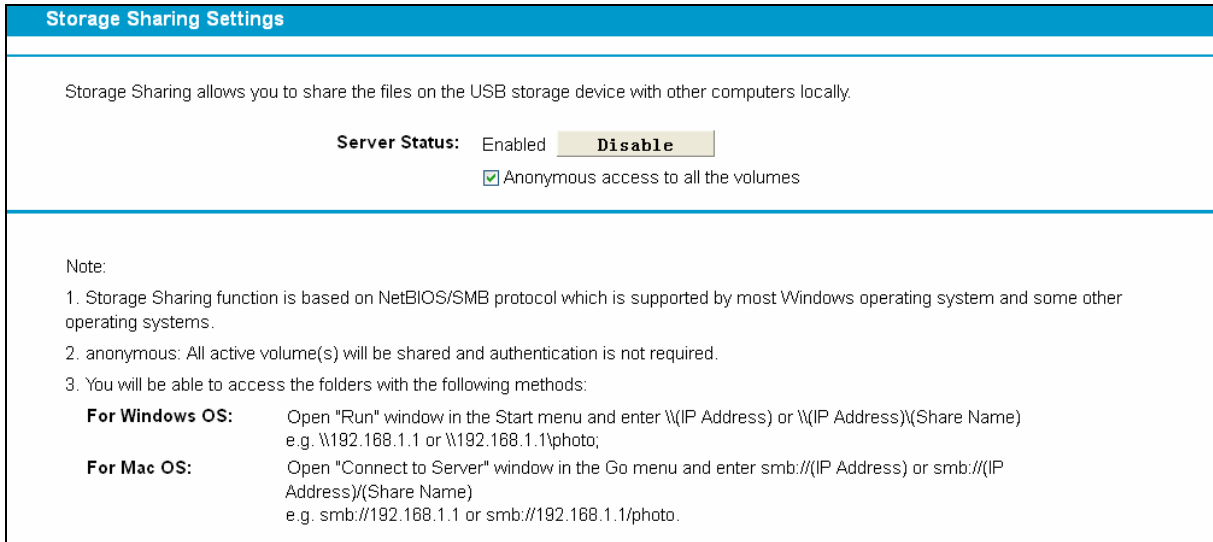 Storage Sharing Settings
Storage Sharing allows you to share the files on the USB storage device with other computers locally.
Server Status: Enabled Disable
Anonymous access to all the volumes
Note:
1. Storage Sharing function is based on NetBIOS/SMB protocol which is supported by most Windows operating system and some other
operating systems.
2. anonymous: All active volume(s) will be shared and authentication is not required.
3. You will be able to access the folders with the following methods:
For Windows OS: Open "Run" window in the Start menu and enter \\(IP Address) or \\(IP Address)\(Share Name)
e.g. \\192.168.1.1 or \\192.168.1.1\photo;
For Mac OS: Open "Connect to Server" window in the Go menu and enter smb://(IP Address) or smb://(IP
Address)/(Share Name)
e.g. smb://192.168.1.1 or smb://192.168.1.1/photo.